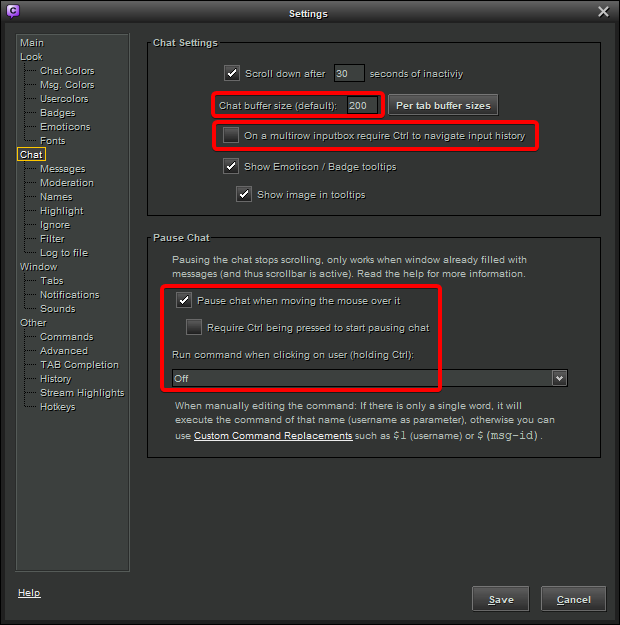 C
Settings
Main
Look
Chat Colors
Msg. Colors
Usercolors
Badges
Emoticons
Fonts
Chat
Messages
Moderation
Names
Highlight
Ignore
Filter
Log to file
Window
Tabs
Notifications
Sounds
Other
Commands
Advanced
TAB Completion
History
Stream Highlights
Hotkeys
Help
Chat Settings
Scroll down after 30 seconds of inactiviy
Chat buffer size (default): 200 Per tab buffer sizes
On a multirow inputbox require Ctrl to navigate input history
Show Emoticon / Badge tooltips
Show image in tooltips
Pause Chat
Pausing the chat stops scrolling, only works when window already filled with
messages (and thus scrollbar is active). Read the help for more information.
Pause chat when moving the mouse over it
Require Ctrl being pressed to start pausing chat
Run command when clicking on user (holding Ctrl):
Off
When manually editing the command: If there is only a single word, it will
execute the command of that name (username as parameter), otherwise you can
use Custom Command Replacements such as $1 (username) or $(msg-id).
Save Cancel